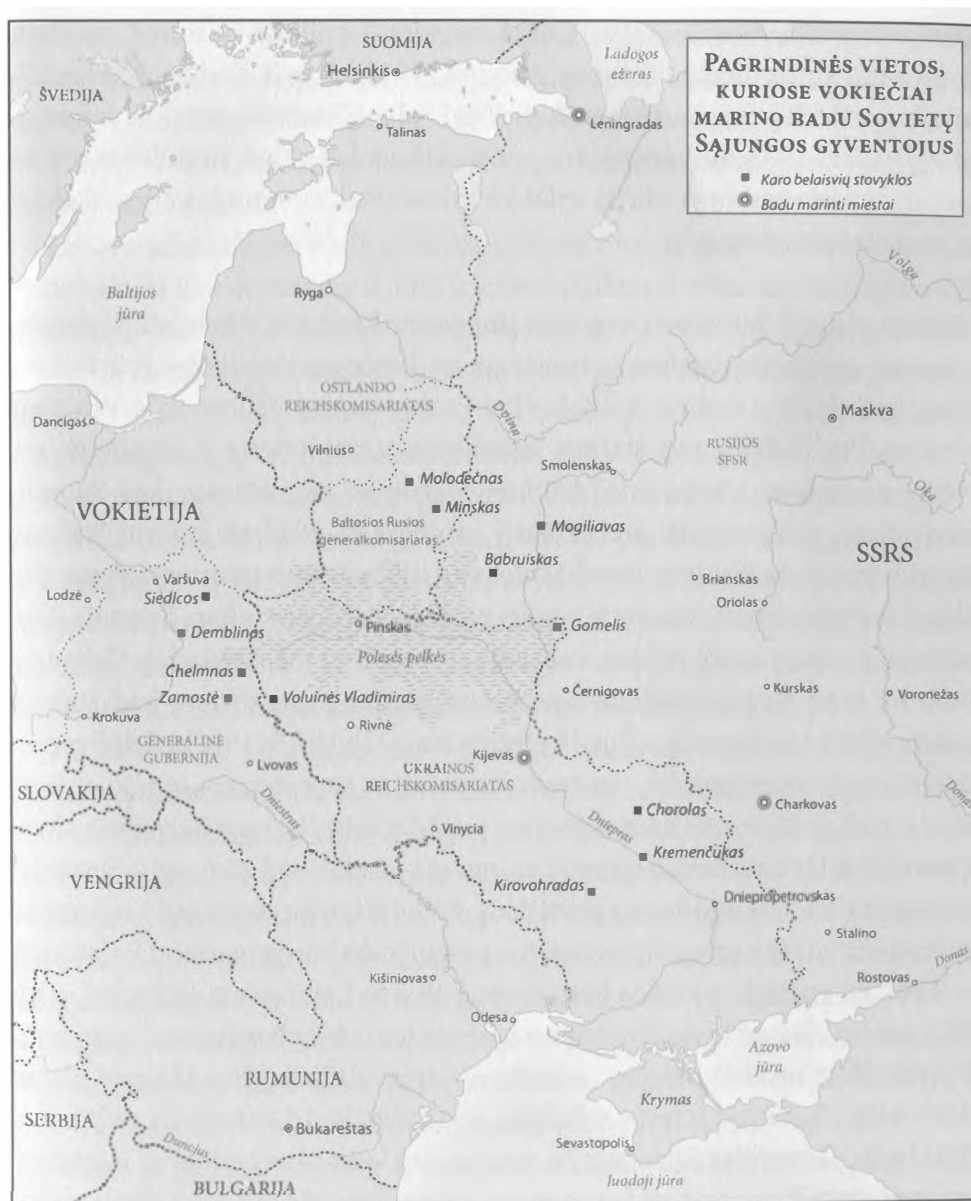 SUOMIJA
Helsinkis
Ladogos
ežeras
PAGRINDINĖS VIETOS,
KURIOSE VOKIEČIAI
MARINO BADU SOVIETŲ
SĄJUNGOS GYVENTOJUS
Karo belaisvių stovyklos
Badu marinti miestai
ŠVEDIJA
Talinas
Leningradas
Volga
Baltijos
jūra
Ryga
OSTLANDO
REICHSKOMISARIATAS
Dancigas
Dvina
Maskva
Vilnius
Smolenskas
RUSIJOS
SFSR
Oka
Molodečnas
VOKIETIJA
Minskas
Baltosios Rusios
generalkomisariatas
Mogiliavas
SSRS
Babruiskas
Varšuva
Brianskas
Lodzė
Siedlcos
Oriolas
Demblinas
Pinskas
Gomelis
Polesės pelkės
Chelmnas
Zamostė
Voluinės Vladimiras
Černigovas
Kurskas
Voronežas
Krokuva
Rivnė
GENERALINĖ
GUBERNIJA
Lvovas
Kijevas
UKRAINOS
REICHSKOMISARIATAS
SLOVAKIJA
Dniestras
Chorolas
Charkovas
Dniepras
Vinycia
Kremenčukas
VENGRIJA
Kirovohradas
Dniepropetrovskas
Stalino
Kišiniovas
Rostovas
Donas
Odesa
Azovo
jūra
RUMUNIJA
Krymas
SERBIJA
Bukareštas
Dunojus
Sevastopolis
BULGARIJA
Juodoji jūra